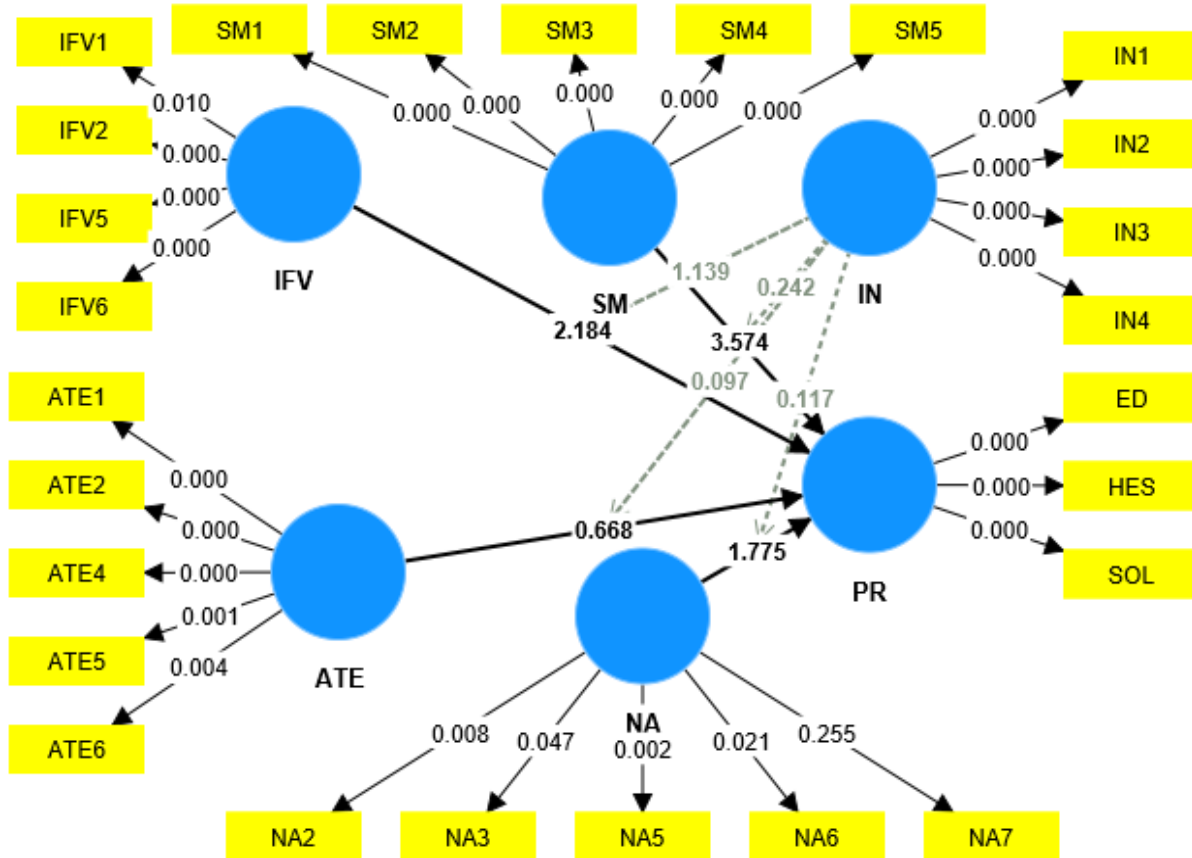 SM1 SM2 SM3 SM4 SM5
IFV1
IN1
0.010
0.000
0.000
0.000
0.000
0.000
0.000
IFV2
IN2
0.000
0.000
IFV5
IN3
0.000
0.000
0.000
0.000
IFV6
IN4
IFV
SM
IN
1.139
0.242
2.184
3.574
0.097
0.117
ATE1
ED
0.000
0.000
ATE2
HES
0.000
0.000
0.668
1.775
ATE4
SOL
0.000
0.000
0.001
PR
ATE5
0.004
ATE
ATE6
NA
0.008
0.047
0.002
0.021
0.255
NA2 NA3 NA5 NA6 NA7